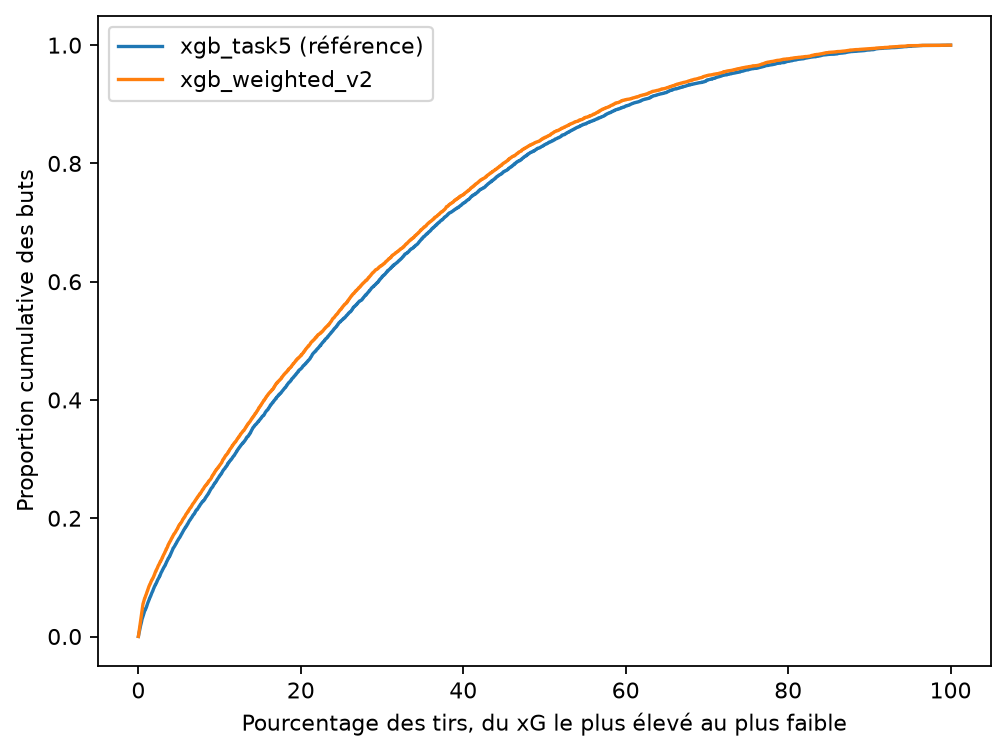 xgb_task5 (référence)
xgb_weighted_v2
Proportion cumulative des buts
1.0
0.8
0.6
0.4
0.2
0.0
0 20 40 60 80 100
Pourcentage des tirs, du xG le plus élevé au plus faible